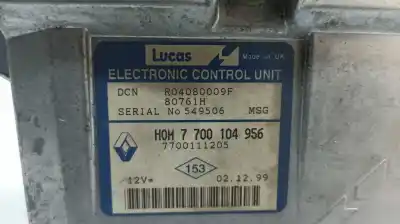 Lucas
MADE IN UK
ELECTRONIC CONTROL UNIT
DCN R04080009F
80761H
SERIAL No 549506 MSG
HOM 7 700 104 956
7700111205
153
12V= 02.12.99